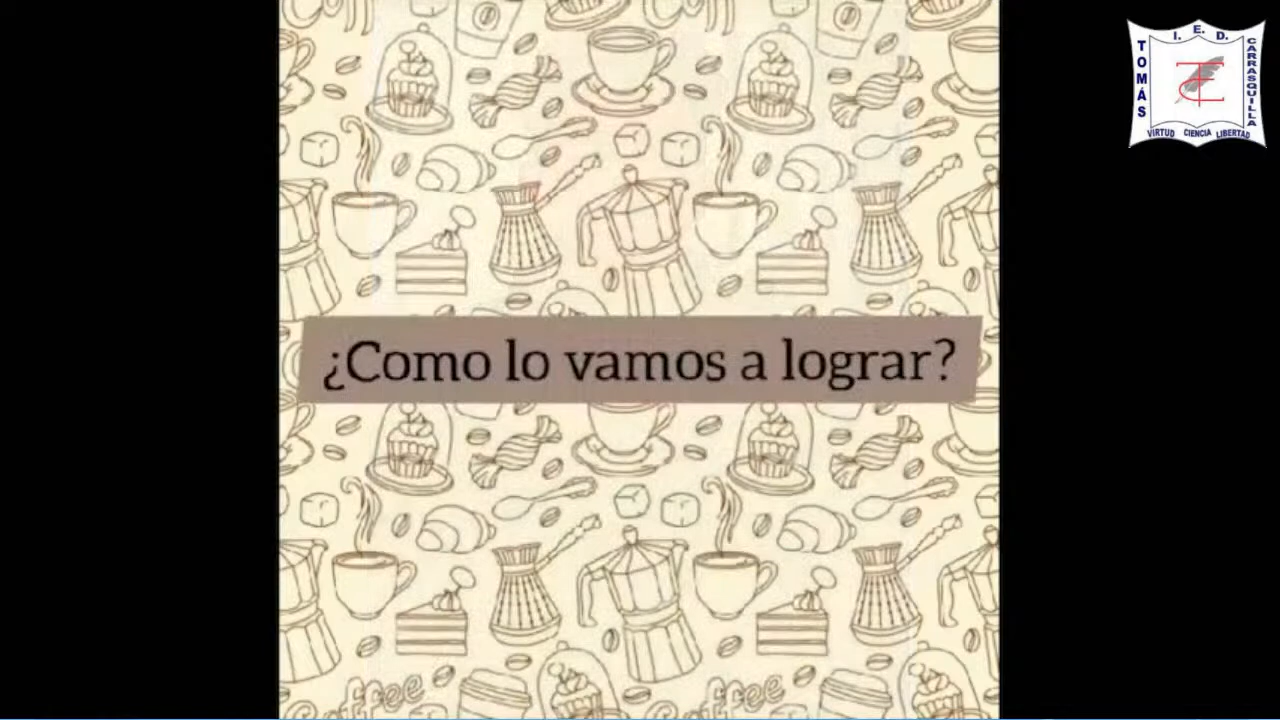 I. E. D.
TOMÁS
CARRASQUILLA
VIRTUD CIENCIA LIBERTAD
¿Como lo vamos a lograr?
Coffee